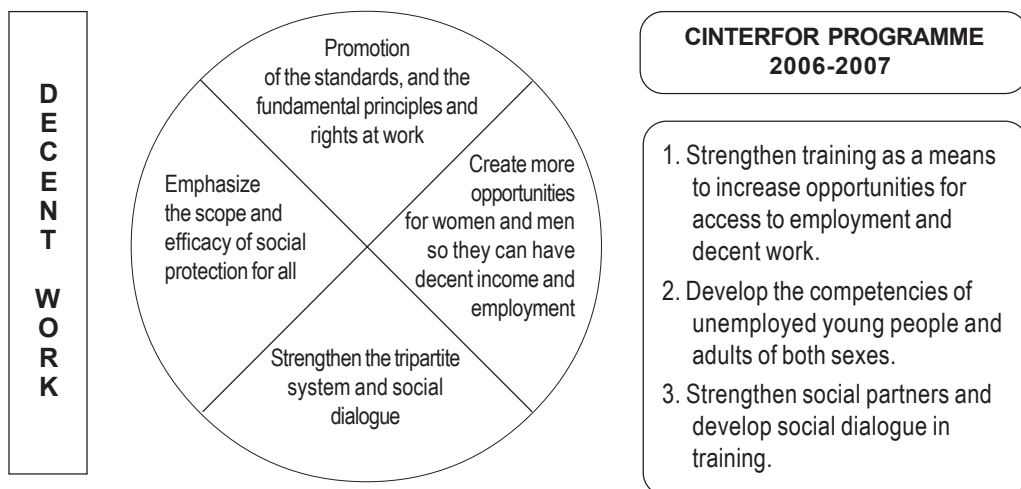 DECENT WORK
Promotion
of the standards, and the
fundamental principles and
rights at work
Emphasize
the scope and
efficacy of social
protection for all
Create more
opportunities
for women and men
so they can have
decent income and
employment
Strengthen the tripartite
system and social
dialogue
CINTERFOR PROGRAMME
2006-2007
1. Strengthen training as a means
to increase opportunities for
access to employment and
decent work.
2. Develop the competencies of
unemployed young people and
adults of both sexes.
3. Strengthen social partners and
develop social dialogue in
training.